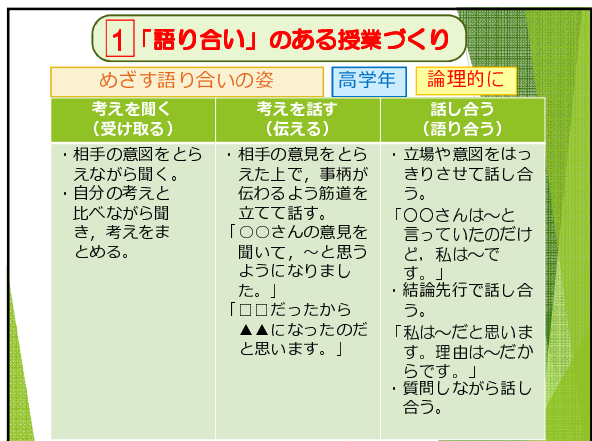 1「語り合い」のある授業づくり
めざす語り合いの姿 高学年 論理的に
考えを聞く
（受け取る）
・相手の意図をとら
えながら聞く。
・自分の考えと
比べながら聞
き，考えをま
とめる。
考えを話す
（伝える）
・相手の意見をとら
えた上で，事柄が
伝わるよう筋道を
立てて話す。
「○○さんの意見を
聞いて，～と思う
ようになりまし
た。」
「□□だったから
▲▲になったのだ
と思います。」
話し合う
（語り合う）
・立場や意図をはっ
きりさせて話し合
う。
「○○さんは～と
言っていたのだけ
ど，私は～で
す。」
・結論先行で話し合
う。
「私は～だと思いま
す。理由は～だか
らです。」
・質問しながら話し
合う。